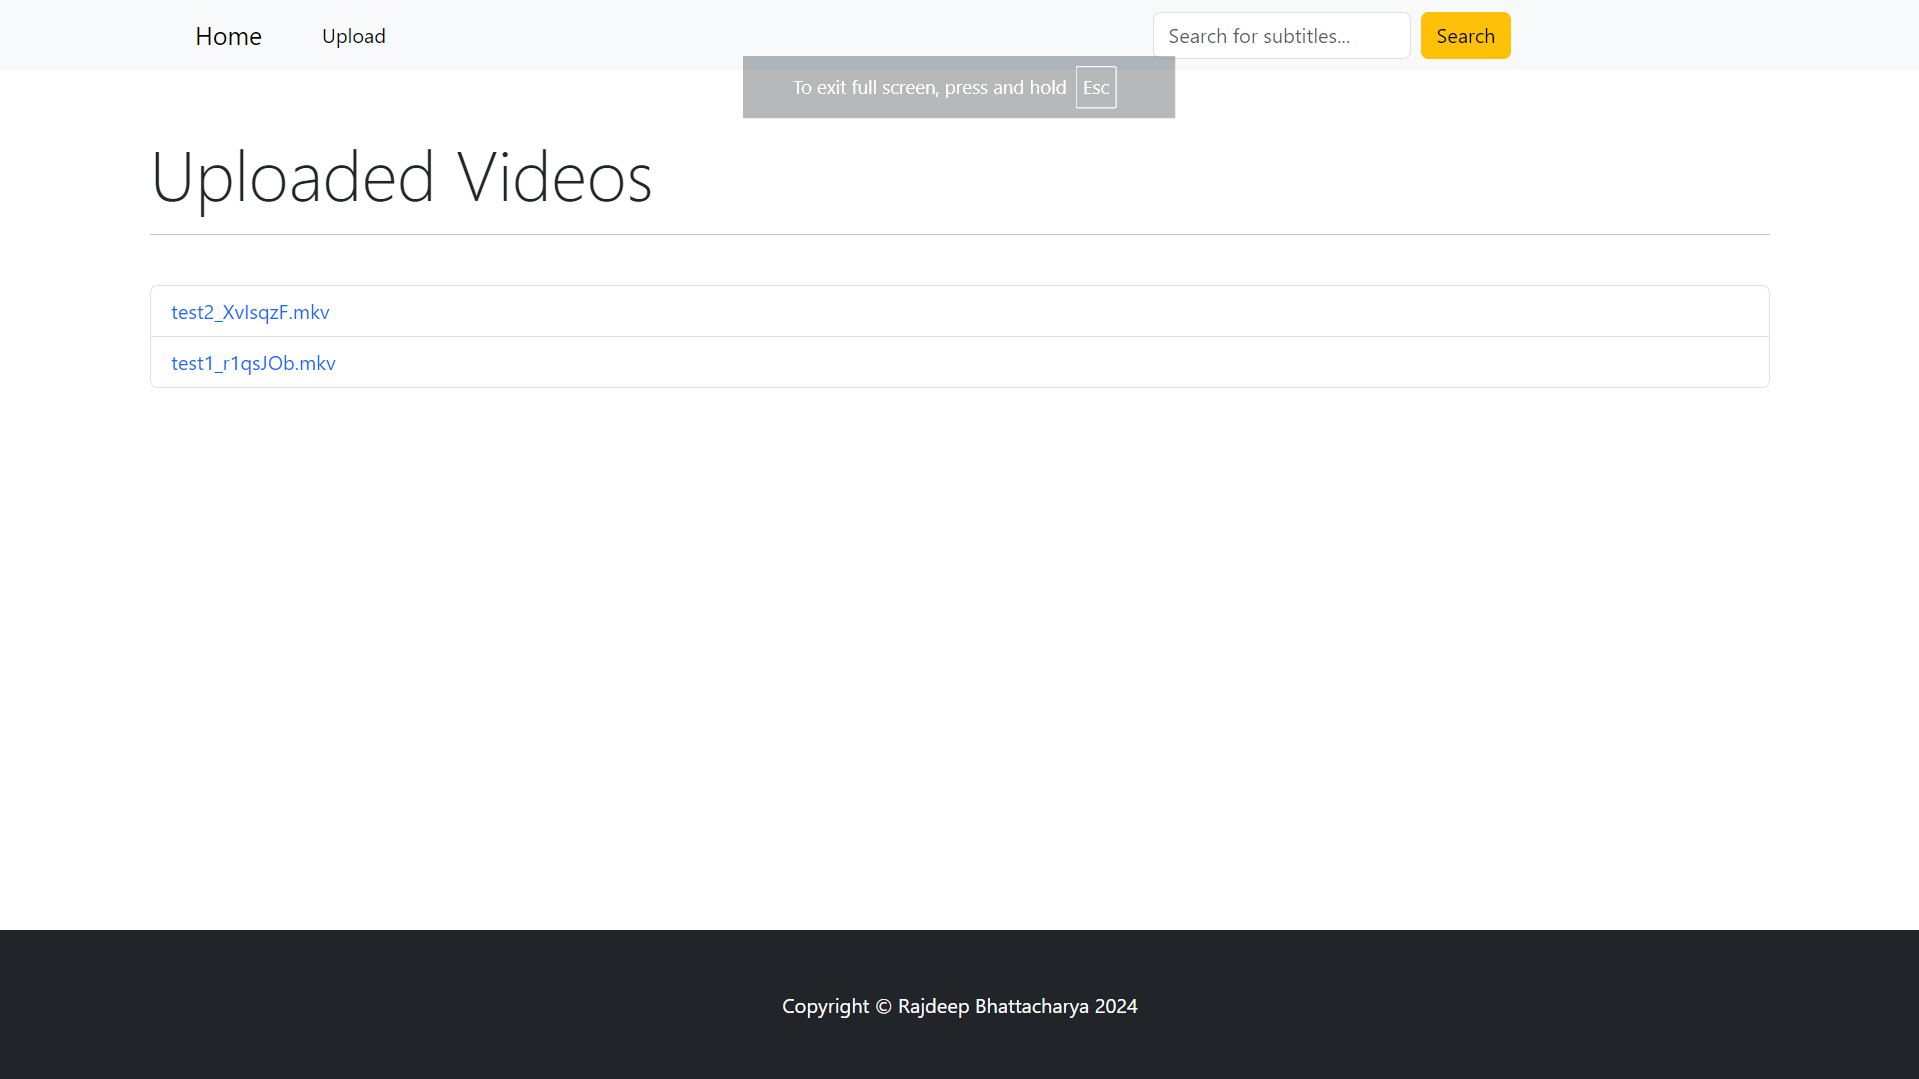 Home Upload Search for subtitles... Search
To exit full screen, press and hold Esc
Uploaded Videos
test2_XvIsqzF.mkv
test1_r1qsJOb.mkv
Copyright © Rajdeep Bhattacharya 2024